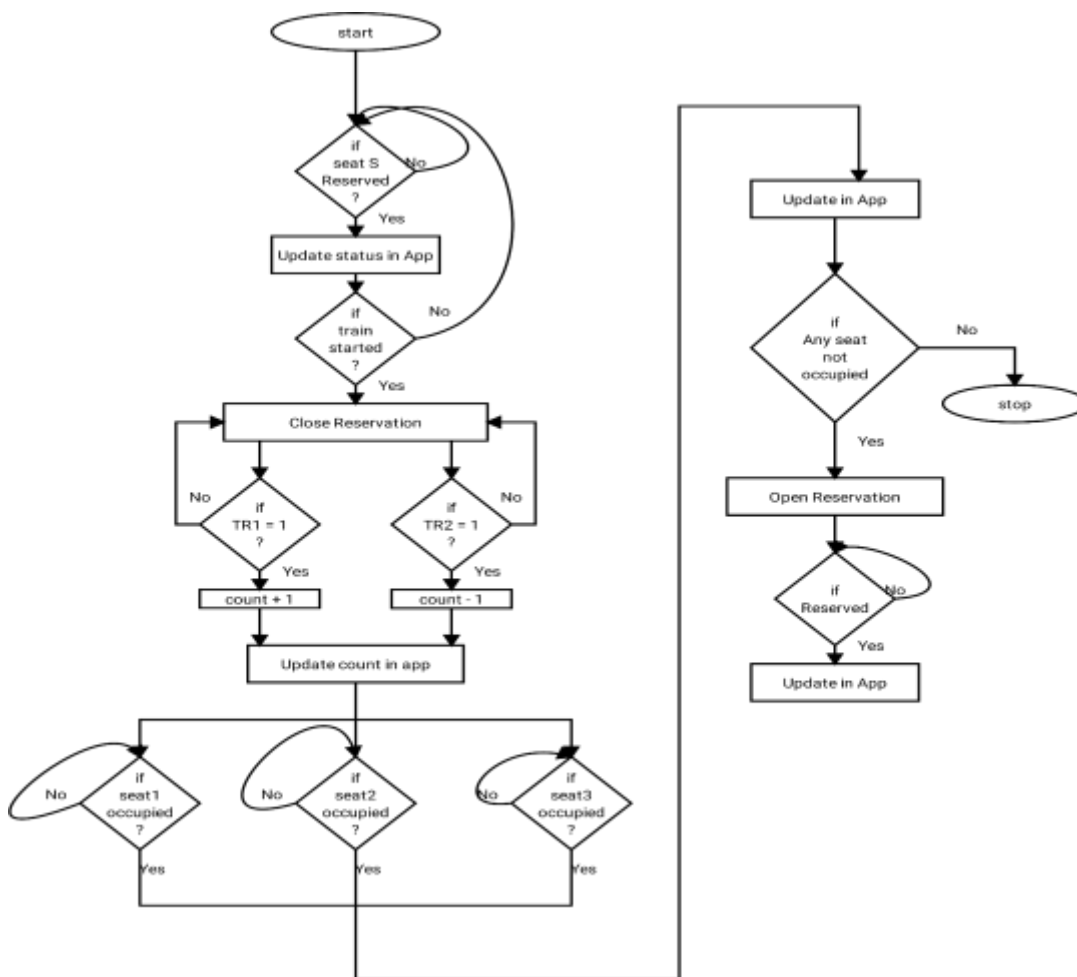 start
if
seat S
Reserved
?
No
Yes
Update status in App
if
train
started
?
No
Yes
Close Reservation
No
if
TR1 = 1
?
Yes
if
TR2 = 1
?
No
Yes
count + 1
count - 1
Update count in app
No
if
seat1
occupied
?
Yes
No
if
seat2
occupied
?
Yes
No
if
seat3
occupied
?
Yes
Update in App
if
Any seat
not
occupied
No
stop
Yes
Open Reservation
if
Reserved
No
Yes
Update in App